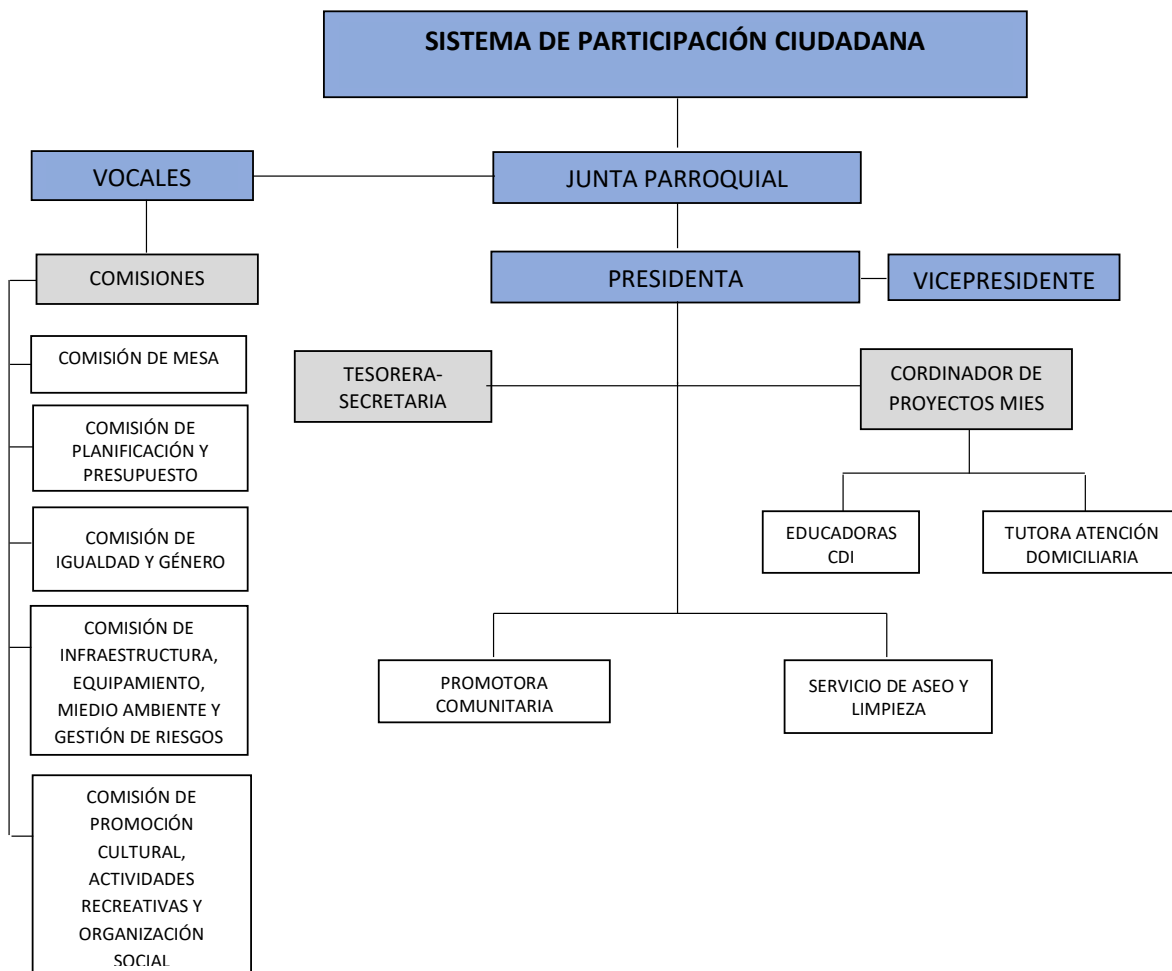 SISTEMA DE PARTICIPACIÓN CIUDADANA
VOCALES
JUNTA PARROQUIAL
COMISIONES
PRESIDENTA
VICEPRESIDENTE
COMISIÓN DE MESA
TESORERA-
SECRETARIA
CORDINADOR DE
PROYECTOS MIES
COMISIÓN DE
PLANIFICACIÓN Y
PRESUPUESTO
COMISIÓN DE
IGUALDAD Y GÉNERO
EDUCADORAS
CDI
TUTORA ATENCIÓN
DOMICILIARIA
COMISIÓN DE
INFRAESTRUCTURA,
EQUIPAMIENTO,
MIEDIO AMBIENTE Y
GESTIÓN DE RIESGOS
PROMOTORA
COMUNITARIA
SERVICIO DE ASEO Y
LIMPIEZA
COMISIÓN DE
PROMOCIÓN
CULTURAL,
ACTIVIDADES
RECREATIVAS Y
ORGANIZACIÓN
SOCIAL